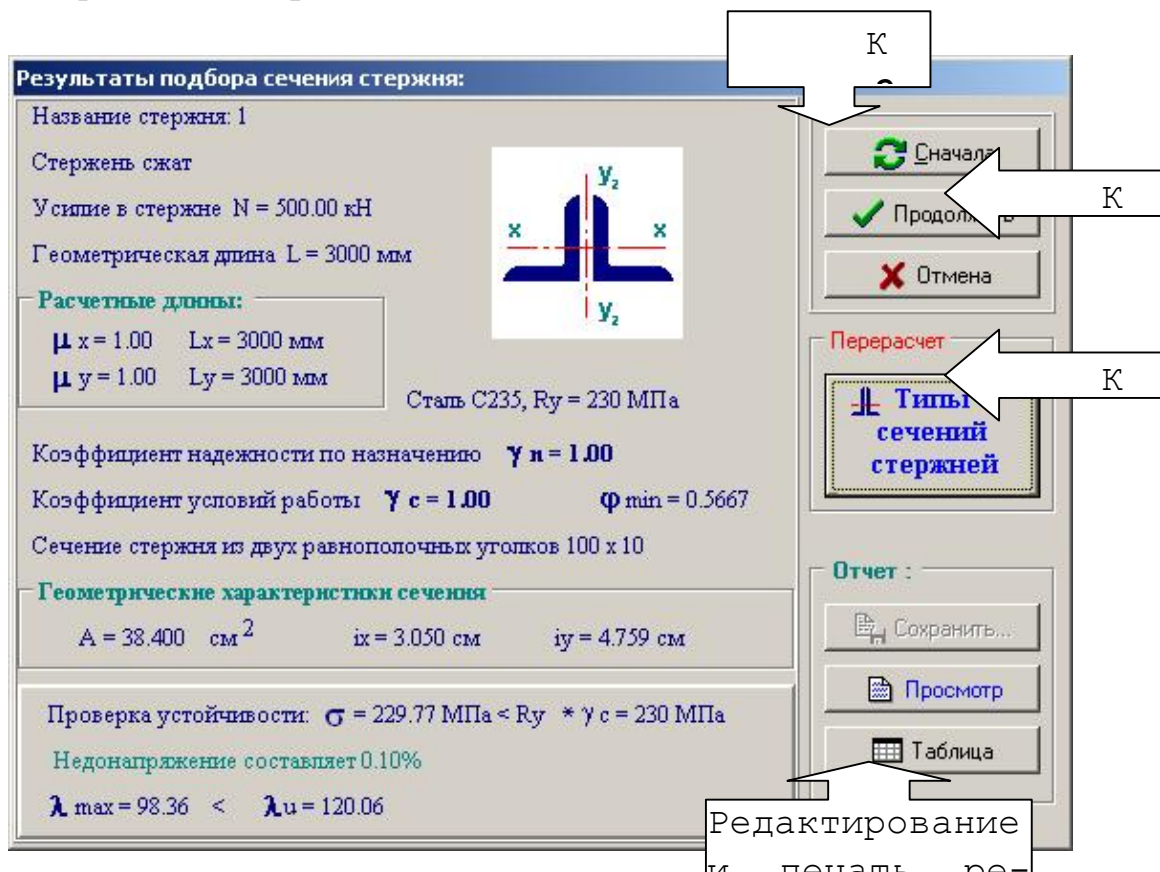 К
Результаты подбора сечения стержня:
Название стержня: 1
Стержень сжат
Усилие в стержне N = 500.00 кН
Геометрическая длина L = 3000 мм
Расчетные длины:
μ x = 1.00 Lx = 3000 мм
μ y = 1.00 Ly = 3000 мм
y₂
x x
y₂
Сталь С235, Ry = 230 МПа
Коэффициент надежности по назначению γ n = 1.00
Коэффициент условий работы γ c = 1.00 φ min = 0.5667
Сечение стержня из двух равнополочных уголков 100 x 10
Геометрические характеристики сечения
A = 38.400 см² ix = 3.050 см iy = 4.759 см
Проверка устойчивости: σ = 229.77 МПа < Ry * γ c = 230 МПа
Недонапряжение составляет 0.10%
λ max = 98.36 < λu = 120.06
Сначала
К
Отмена
Перерасчет
К
Типы
сечений
стержней
Отчет :
Сохранить...
Просмотр
Таблица
Редактирование
и печать ре-